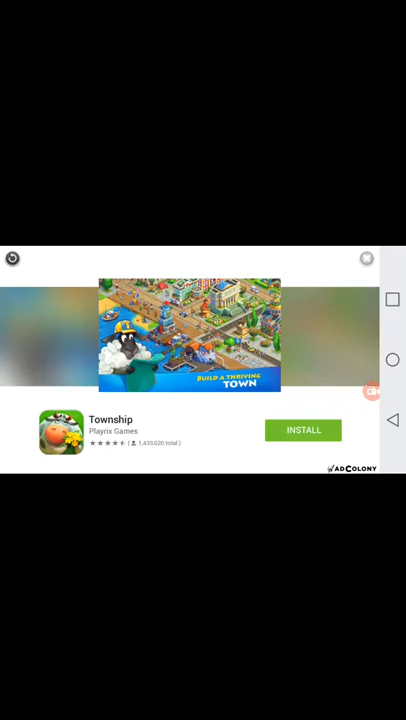 BUILD A THRIVING
TOWN
Township
Playrix Games
(1,433,620 total)
INSTALL
ADCOLONY